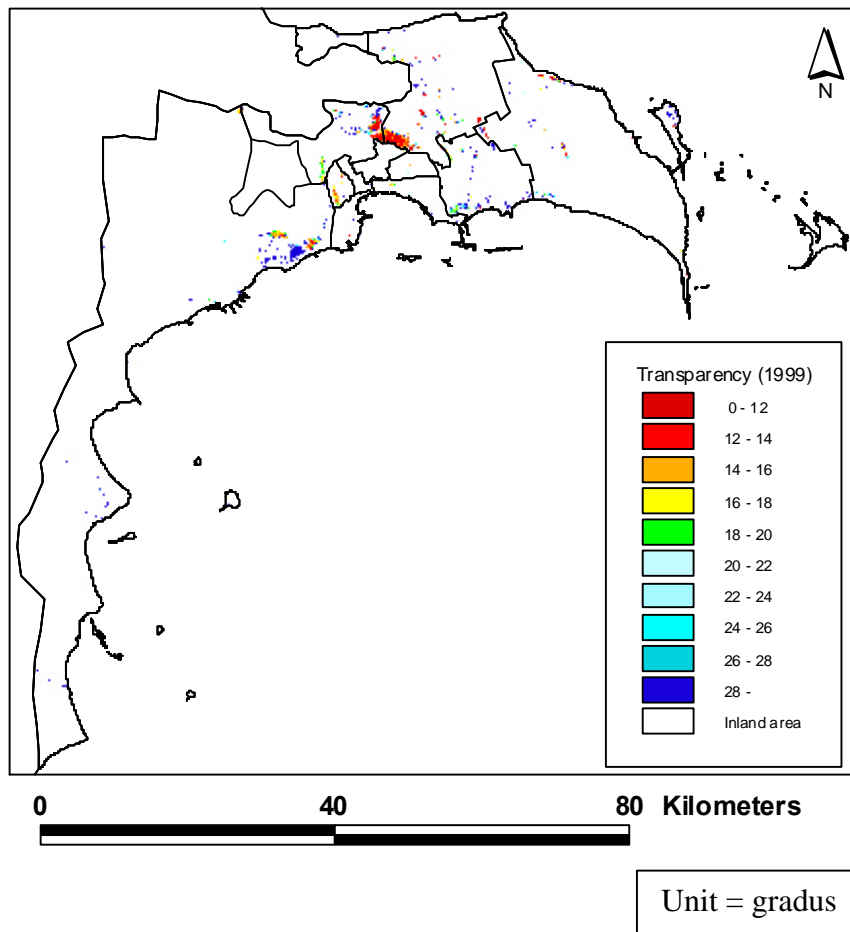 N
Transparency (1999)
0 - 12
12 - 14
14 - 16
16 - 18
18 - 20
20 - 22
22 - 24
24 - 26
26 - 28
28 -
Inland area
0 40 80 Kilometers
Unit = gradus